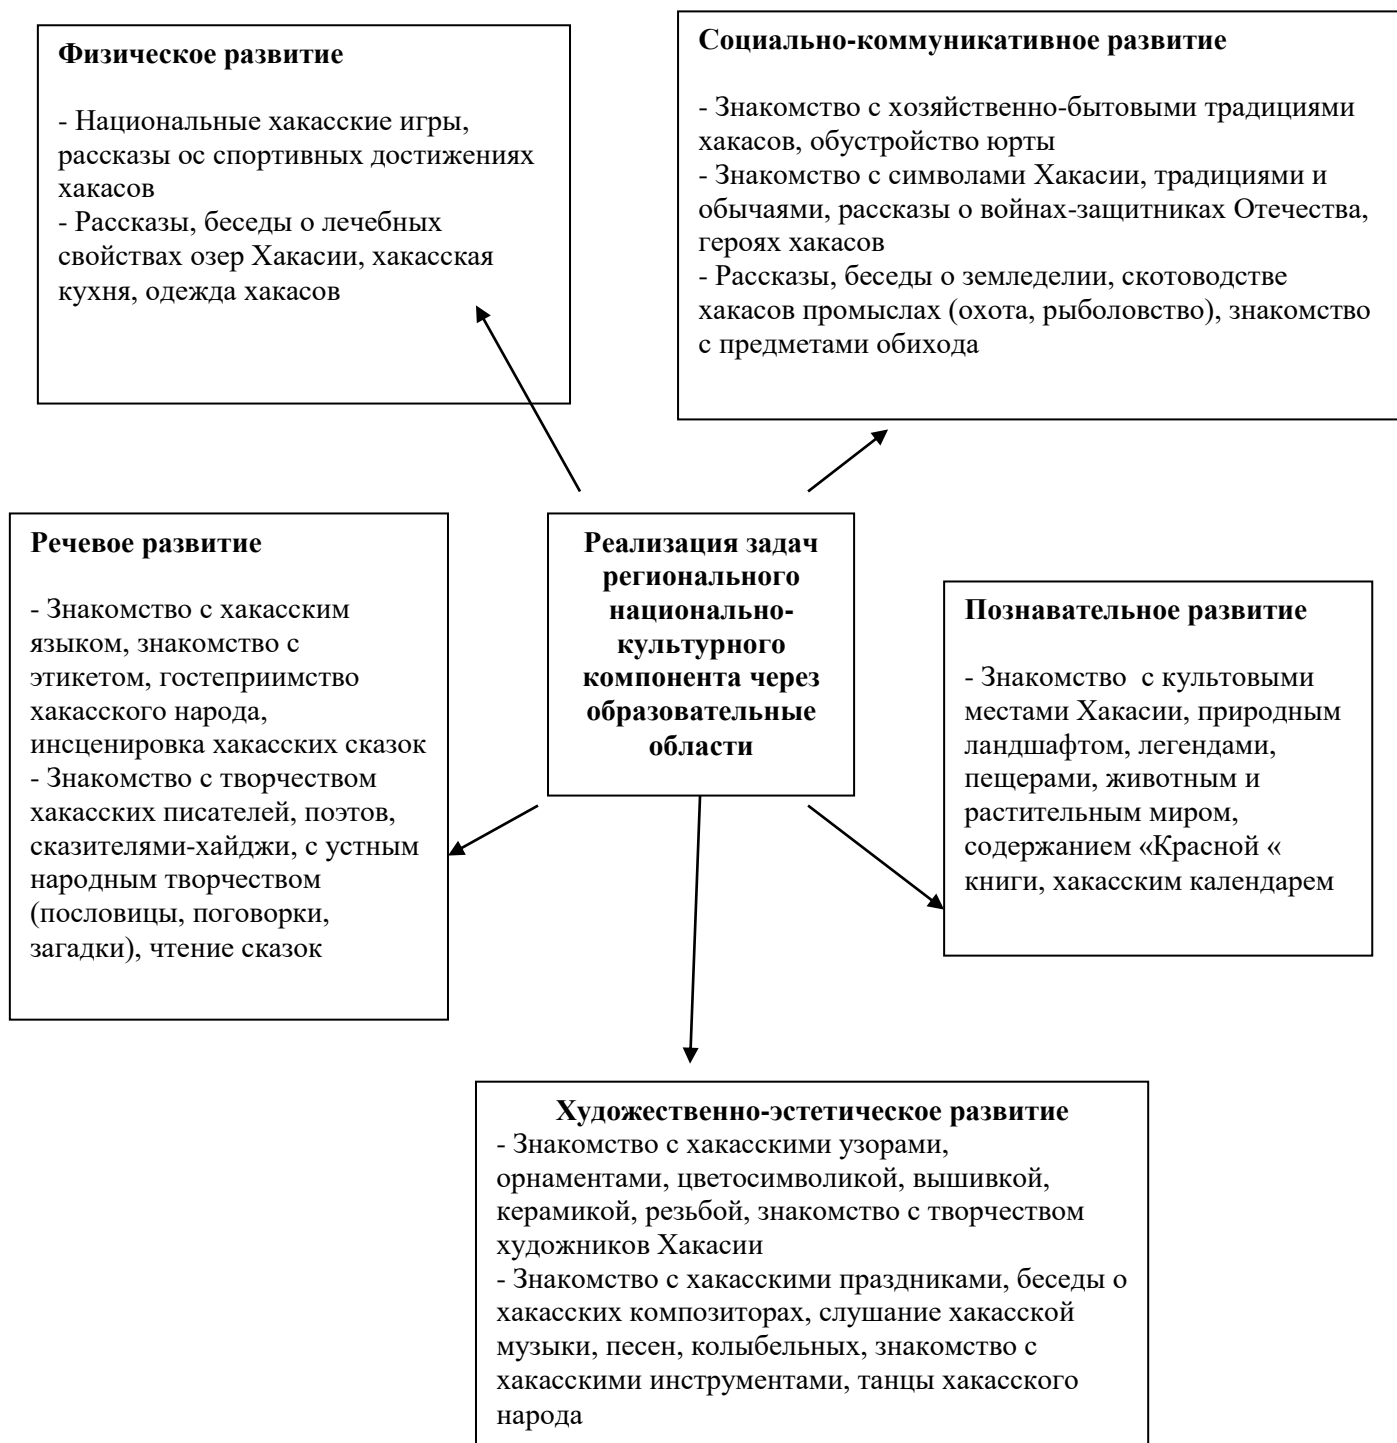 Физическое развитие
- Национальные хакасские игры,
рассказы ос спортивных достижениях
хакасов
- Рассказы, беседы о лечебных
свойствах озер Хакасии, хакасская
кухня, одежда хакасов
Социально-коммуникативное развитие
- Знакомство с хозяйственно-бытовыми традициями
хакасов, обустройство юрты
- Знакомство с символами Хакасии, традициями и
обычаями, рассказы о войнах-защитниках Отечества,
героях хакасов
- Рассказы, беседы о земледелии, скотоводстве
хакасов промыслах (охота, рыболовство), знакомство
с предметами обихода
Речевое развитие
- Знакомство с хакасским
языком, знакомство с
этикетом, гостеприимство
хакасского народа,
инсценировка хакасских сказок
- Знакомство с творчеством
хакасских писателей, поэтов,
сказителями-хайджи, с устным
народным творчеством
(пословицы, поговорки,
загадки), чтение сказок
Реализация задач
регионального
национально-
культурного
компонента через
образовательные
области
Познавательное развитие
- Знакомство  с культовыми
местами Хакасии, природным
ландшафтом, легендами,
пещерами, животным и
растительным миром,
содержанием «Красной «
книги, хакасским календарем
Художественно-эстетическое развитие
- Знакомство с хакасскими узорами,
орнаментами, цветосимволикой, вышивкой,
керамикой, резьбой, знакомство с творчеством
художников Хакасии
- Знакомство с хакасскими праздниками, беседы о
хакасских композиторах, слушание хакасской
музыки, песен, колыбельных, знакомство с
хакасскими инструментами, танцы хакасского
народа